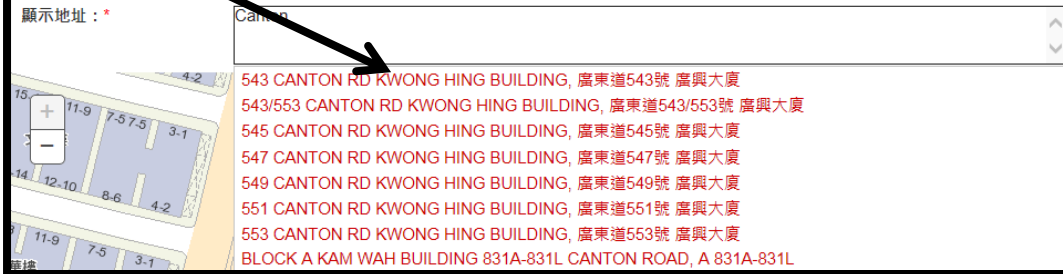 顯示地址：*
Canton
543 CANTON RD KWONG HING BUILDING, 廣東道543號 廣興大廈
543/553 CANTON RD KWONG HING BUILDING, 廣東道543/553號 廣興大廈
545 CANTON RD KWONG HING BUILDING, 廣東道545號 廣興大廈
547 CANTON RD KWONG HING BUILDING, 廣東道547號 廣興大廈
549 CANTON RD KWONG HING BUILDING, 廣東道549號 廣興大廈
551 CANTON RD KWONG HING BUILDING, 廣東道551號 廣興大廈
553 CANTON RD KWONG HING BUILDING, 廣東道553號 廣興大廈
BLOCK A KAM WAH BUILDING 831A-831L CANTON ROAD, A 831A-831L
4-2
15
11-9
7-5
7-5
3-1
+
−
14
12-10
8-6
4-2
11-9
7-5
3-1
華樓